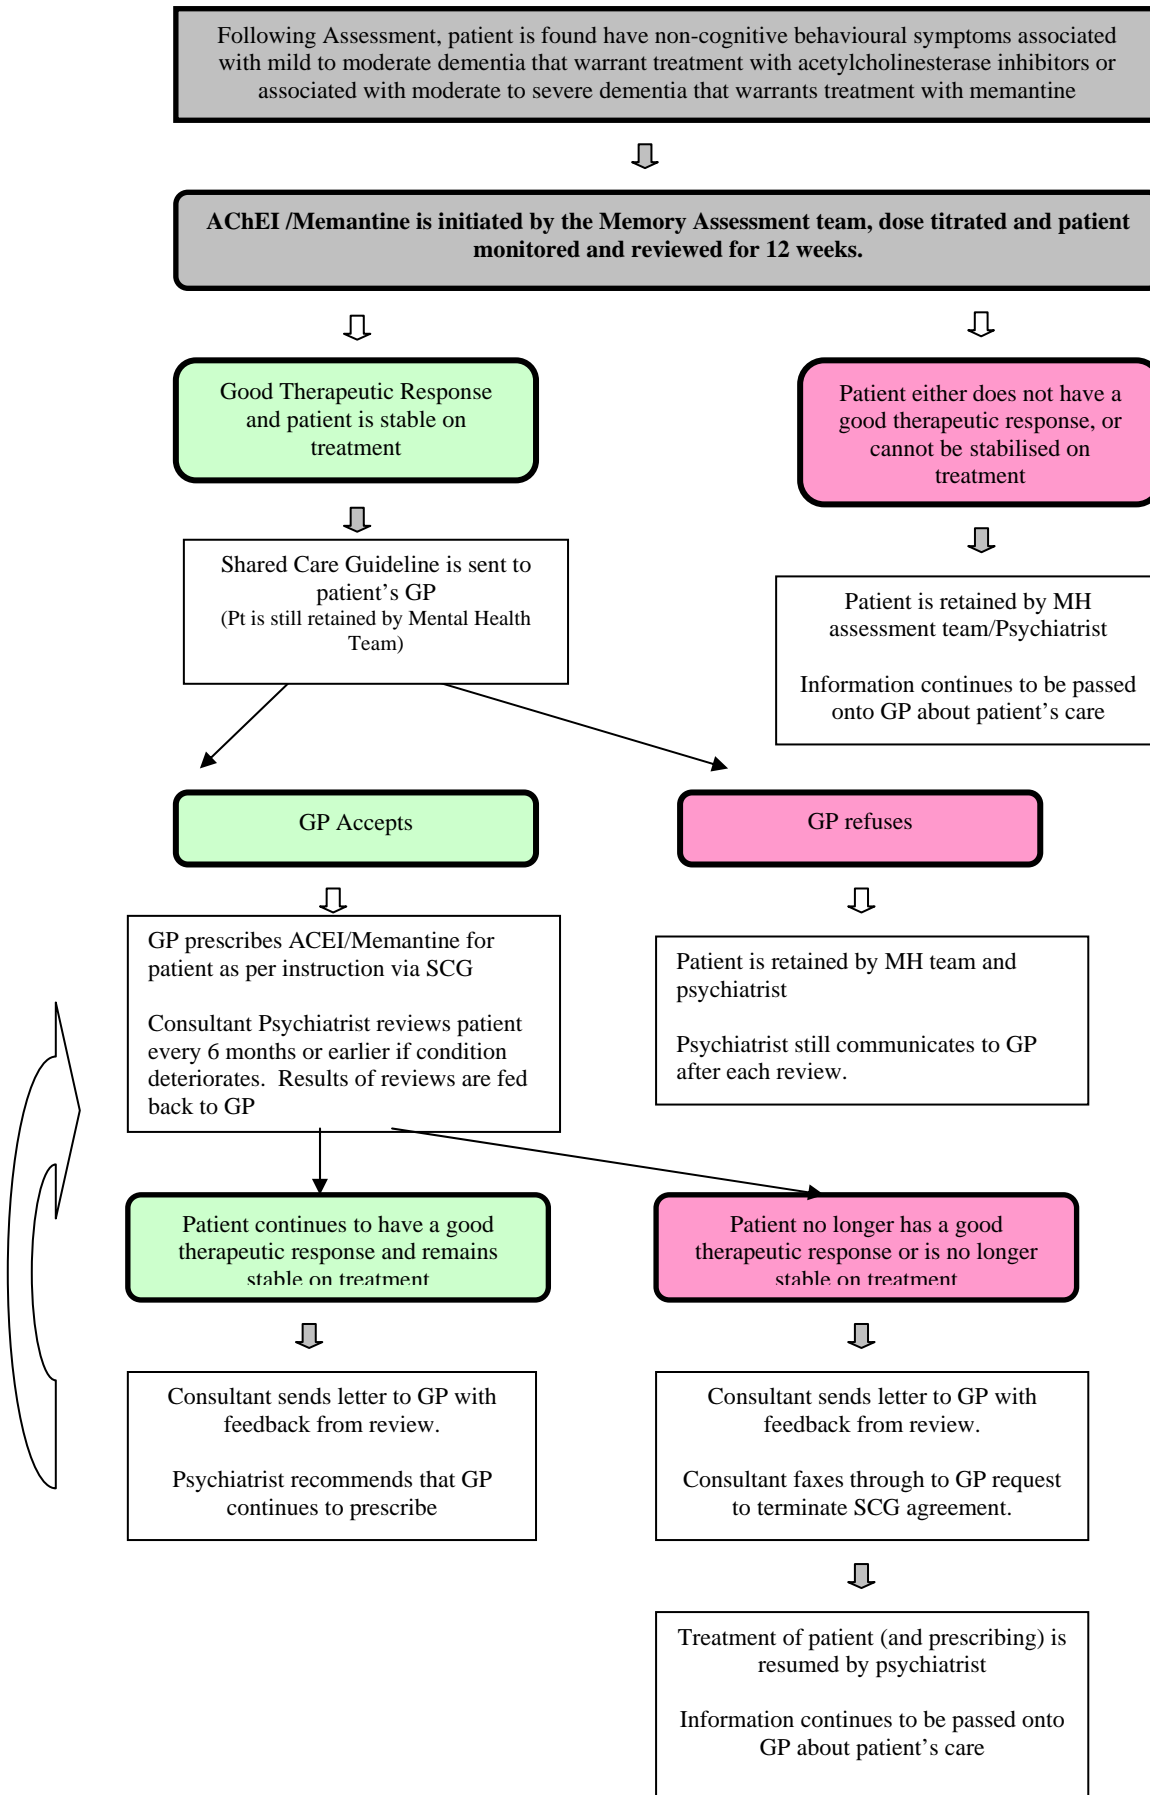 Following Assessment, patient is found have non-cognitive behavioural symptoms associated
with mild to moderate dementia that warrant treatment with acetylcholinesterase inhibitors or
associated with moderate to severe dementia that warrants treatment with memantine
AChEI /Memantine is initiated by the Memory Assessment team, dose titrated and patient
monitored and reviewed for 12 weeks.
Good Therapeutic Response
and patient is stable on
treatment
Patient either does not have a
good therapeutic response, or
cannot be stabilised on
treatment
Shared Care Guideline is sent to
patient’s GP
(Pt is still retained by Mental Health
Team)
Patient is retained by MH
assessment team/Psychiatrist
Information continues to be passed
onto GP about patient’s care
GP Accepts
GP refuses
GP prescribes ACEI/Memantine for
patient as per instruction via SCG
Consultant Psychiatrist reviews patient
every 6 months or earlier if condition
deteriorates.  Results of reviews are fed
back to GP
Patient is retained by MH team and
psychiatrist
Psychiatrist still communicates to GP
after each review.
Patient continues to have a good
therapeutic response and remains
stable on treatment
Patient no longer has a good
therapeutic response or is no longer
stable on treatment
Consultant sends letter to GP with
feedback from review.
Psychiatrist recommends that GP
continues to prescribe
Consultant sends letter to GP with
feedback from review.
Consultant faxes through to GP request
to terminate SCG agreement.
Treatment of patient (and prescribing) is
resumed by psychiatrist
Information continues to be passed onto
GP about patient’s care